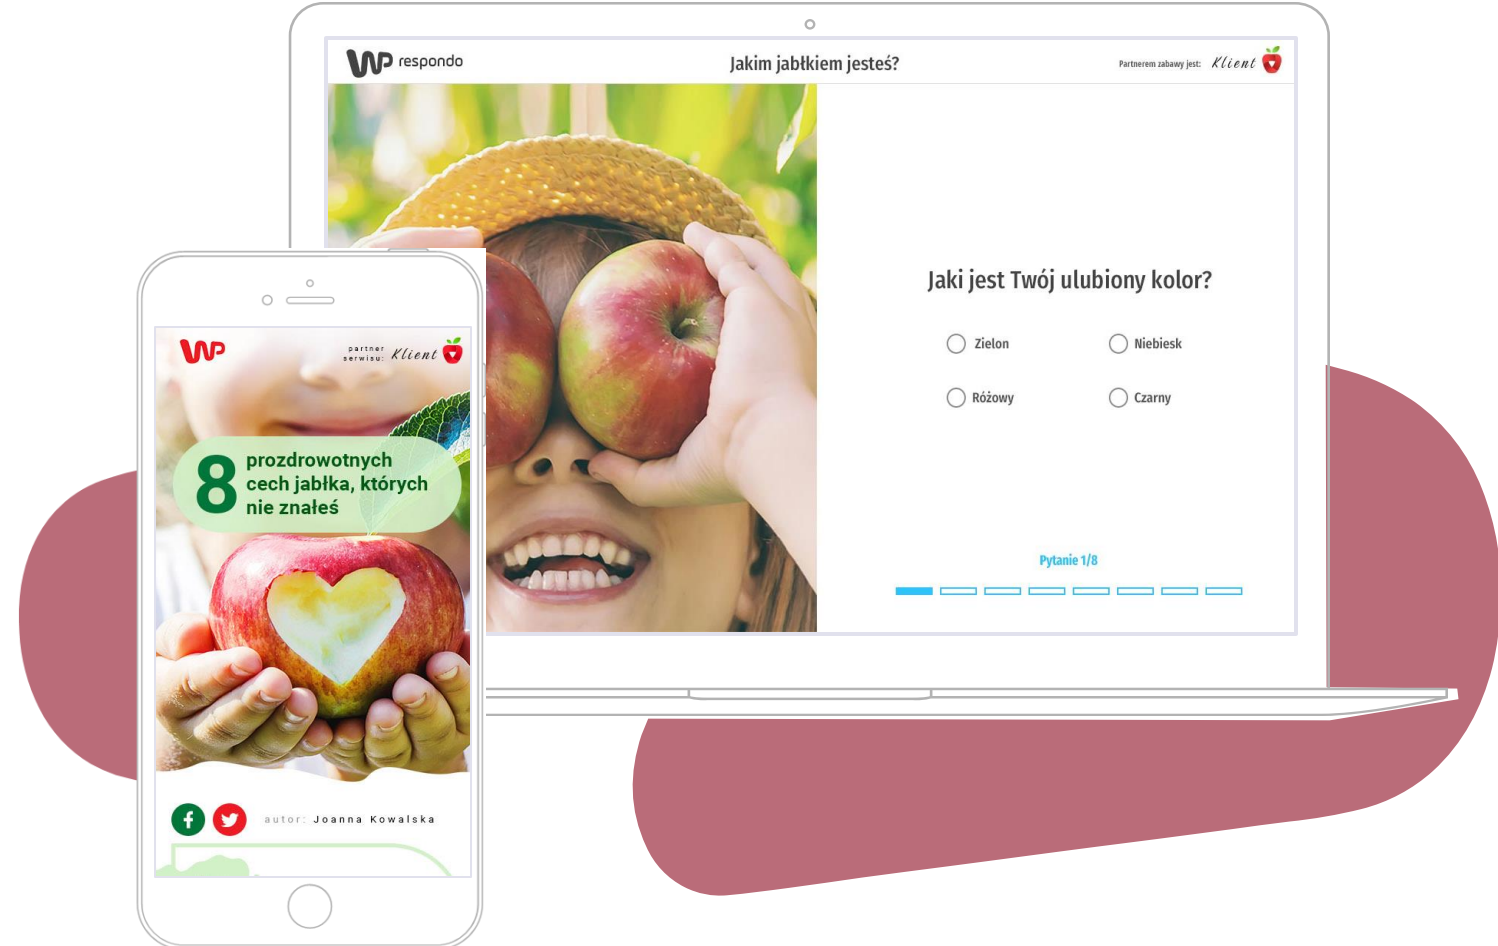 WP respondo
Jakim jabłkiem jesteś?
Partnerem zabawy jest: Klient
Jaki jest Twój ulubiony kolor?
Zielon
Niebiesk
Różowy
Czarny
Pytanie 1/8
WP
partner
serwisu: Klient
8 prozdrowotnych
cech jabłka, których
nie znałeś
autor: Joanna Kowalska